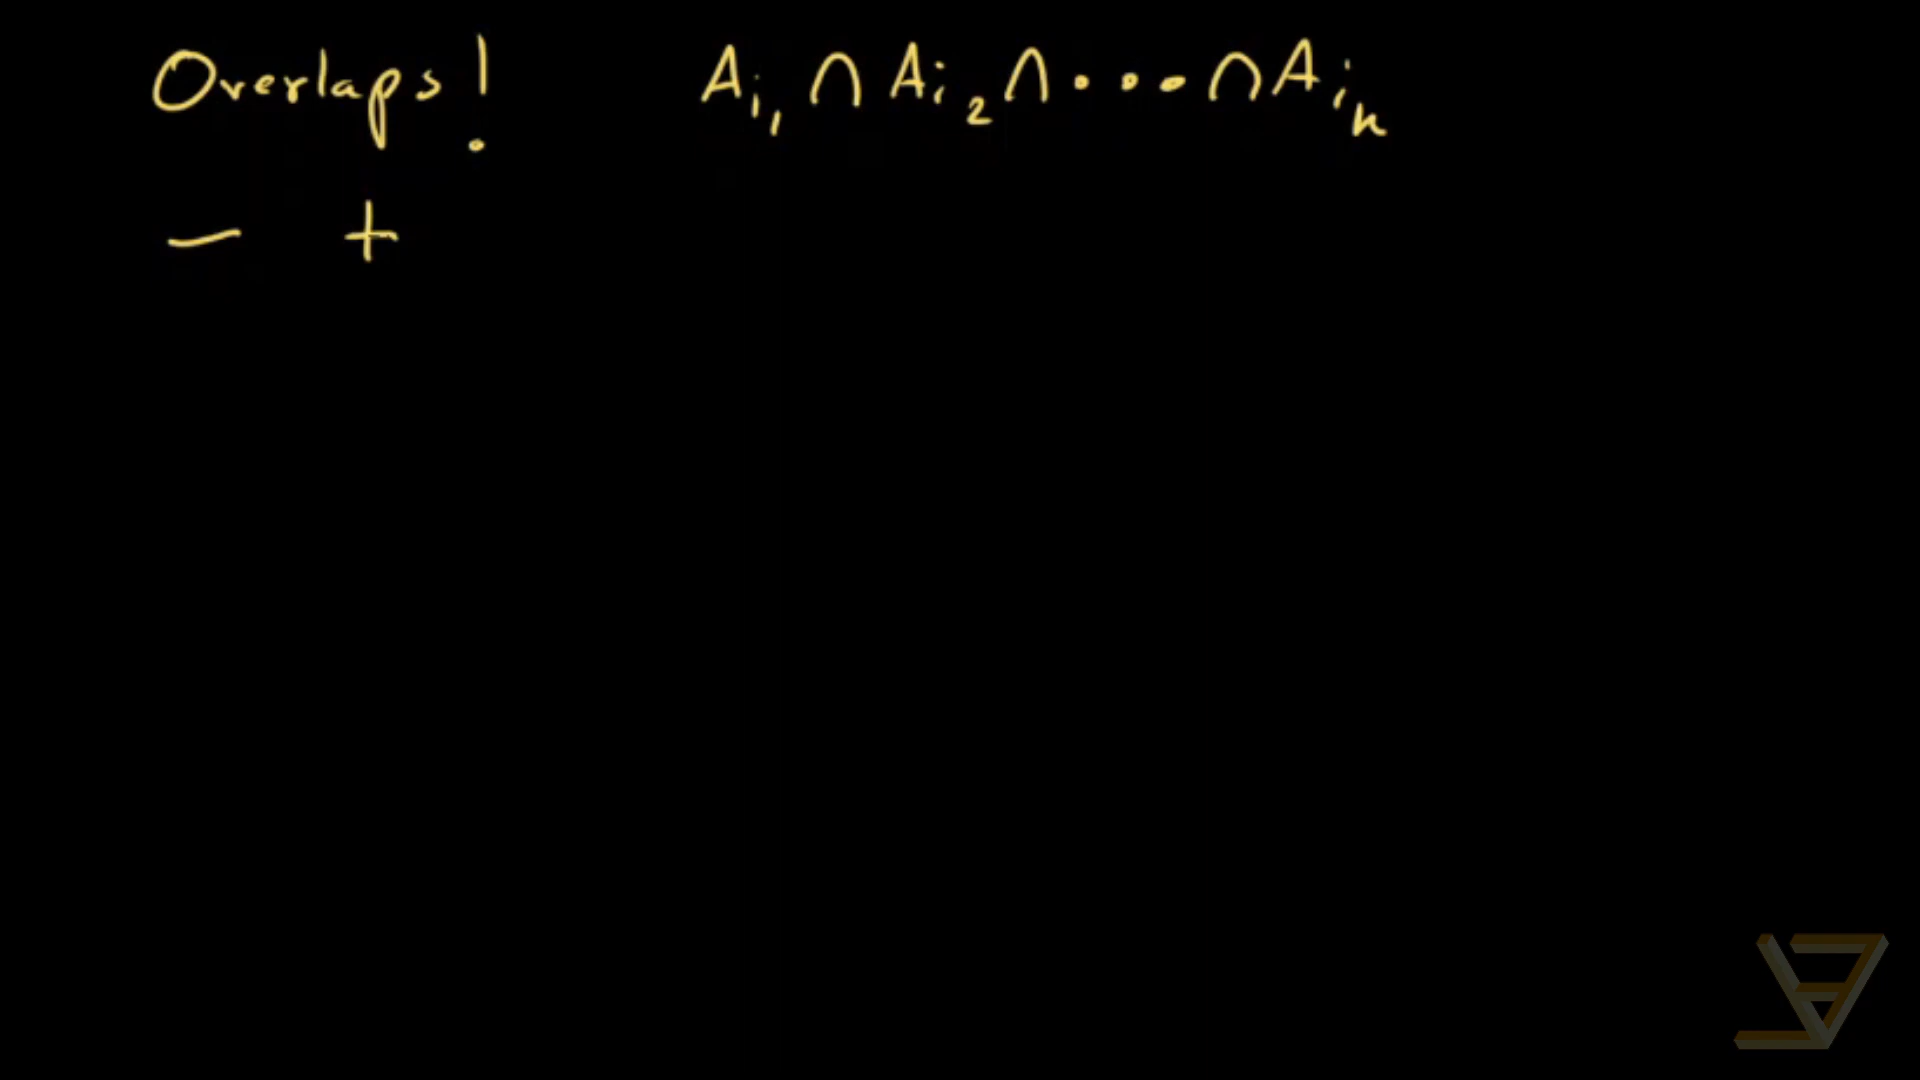 Overlaps! A_{i_1} ∩ A_{i_2} ∩ ••• ∩ A_{i_k}
− +